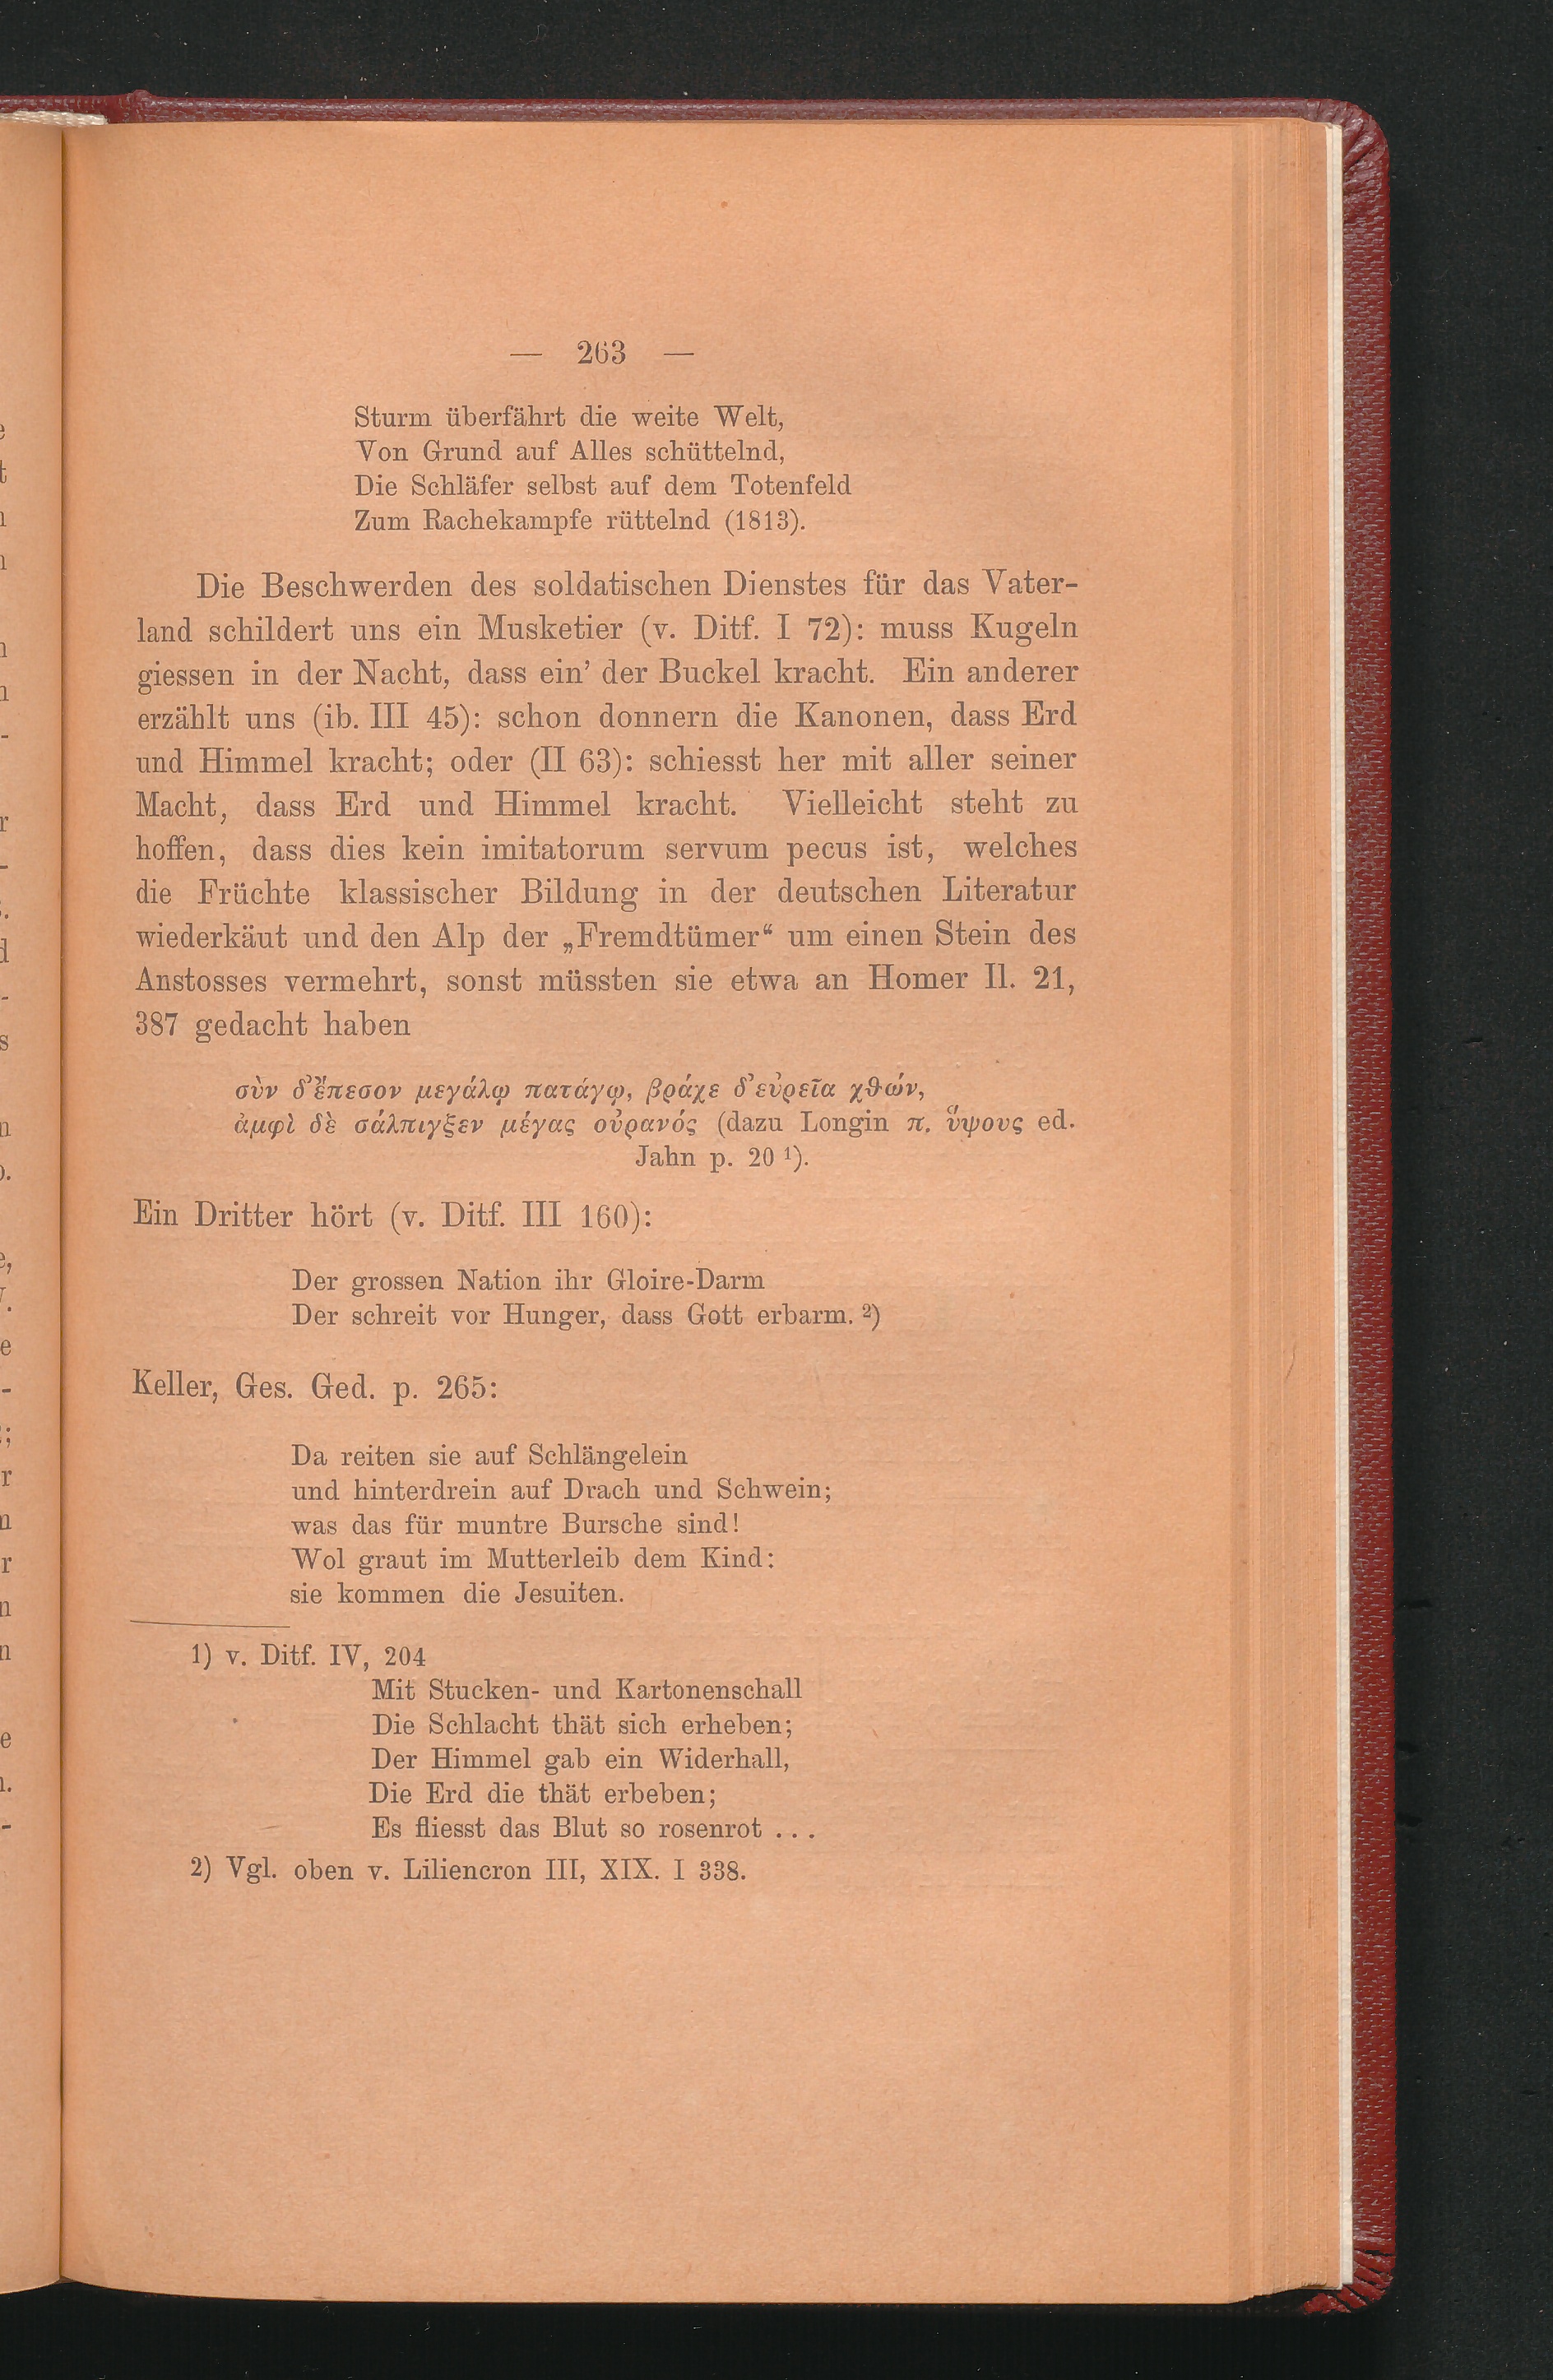 — 263 —
Sturm überfährt die weite Welt,
Von Grund auf Alles schüttelnd,
Die Schläfer selbst auf dem Totenfeld
Zum Rachekampfe rüttelnd (1813).
Die Beschwerden des soldatischen Dienstes für das Vater-
land schildert uns ein Musketier (v. Ditf. I 72): muss Kugeln
giessen in der Nacht, dass ein' der Buckel kracht. Ein anderer
erzählt uns (ib. III 45): schon donnern die Kanonen, dass Erd
und Himmel kracht; oder (II 63): schiesst her mit aller seiner
Macht, dass Erd und Himmel kracht. Vielleicht steht zu
hoffen, dass dies kein imitatorum servum pecus ist, welches
die Früchte klassischer Bildung in der deutschen Literatur
wiederkäut und den Alp der „Fremdtümer“ um einen Stein des
Anstosses vermehrt, sonst müssten sie etwa an Homer Il. 21,
387 gedacht haben
σὺν δ᾽ἔπεσον μεγάλῳ πατάγῳ, βράχε δ᾽εὐρεῖα χθών,
ἀμφὶ δὲ σάλπιγξεν μέγας οὐρανός (dazu Longin π. ὕψους ed.
Jahn p. 20 ¹).
Ein Dritter hört (v. Ditf. III 160):
Der grossen Nation ihr Gloire-Darm
Der schreit vor Hunger, dass Gott erbarm. ²)
Keller, Ges. Ged. p. 265:
Da reiten sie auf Schlängelein
und hinterdrein auf Drach und Schwein;
was das für muntre Bursche sind!
Wol graut im Mutterleib dem Kind:
sie kommen die Jesuiten.
1) v. Ditf. IV, 204
Mit Stucken- und Kartonenschall
Die Schlacht thät sich erheben;
Der Himmel gab ein Widerhall,
Die Erd die thät erbeben;
Es fliesst das Blut so rosenrot . . .
2) Vgl. oben v. Liliencron III, XIX. I 338.